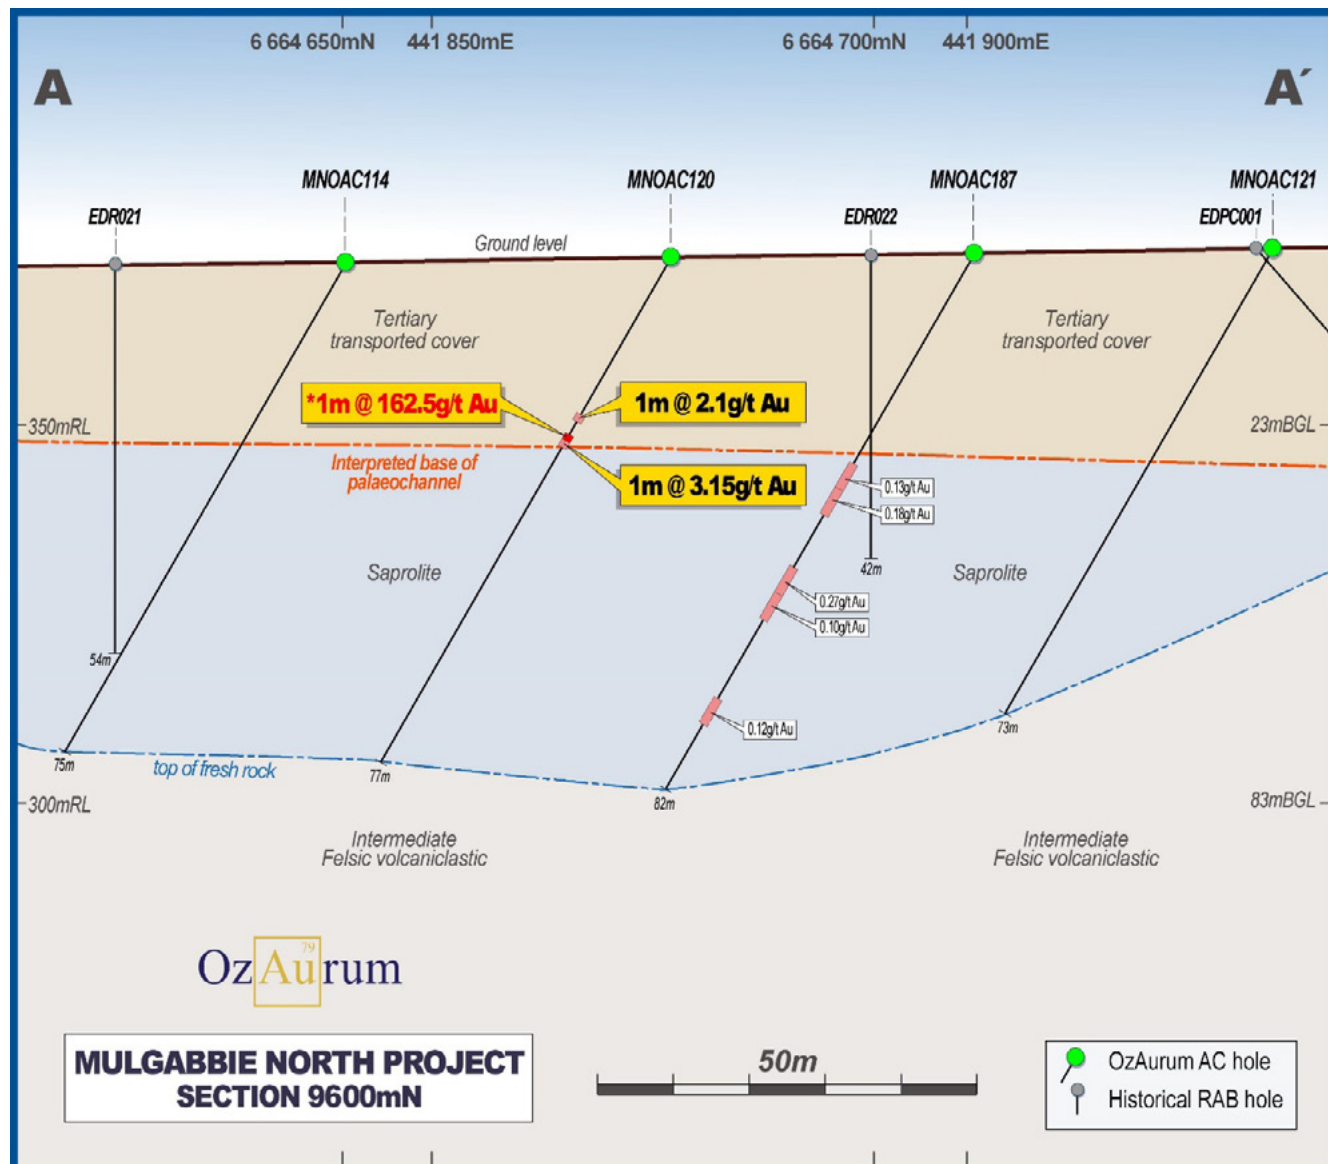 6 664 650mN 441 850mE 6 664 700mN 441 900mE
A A´
MNOAC114 MNOAC120 MNOAC187 MNOAC121
EDR021 EDR022 EDPC001
Ground level
Tertiary
transported cover
Tertiary
transported cover
*1m @ 162.5g/t Au
1m @ 2.1g/t Au
350mRL
23mBGL
Interpreted base of
palaeochannel
1m @ 3.15g/t Au
0.13g/t Au
0.18g/t Au
42m
Saprolite
Saprolite
0.27g/t Au
0.10g/t Au
54m
0.12g/t Au
73m
75m
top of fresh rock
77m
82m
300mRL
83mBGL
Intermediate
Felsic volcaniclastic
Intermediate
Felsic volcaniclastic
79
OzAurum
MULGABBIE NORTH PROJECT
SECTION 9600mN
50m
OzAurum AC hole
Historical RAB hole